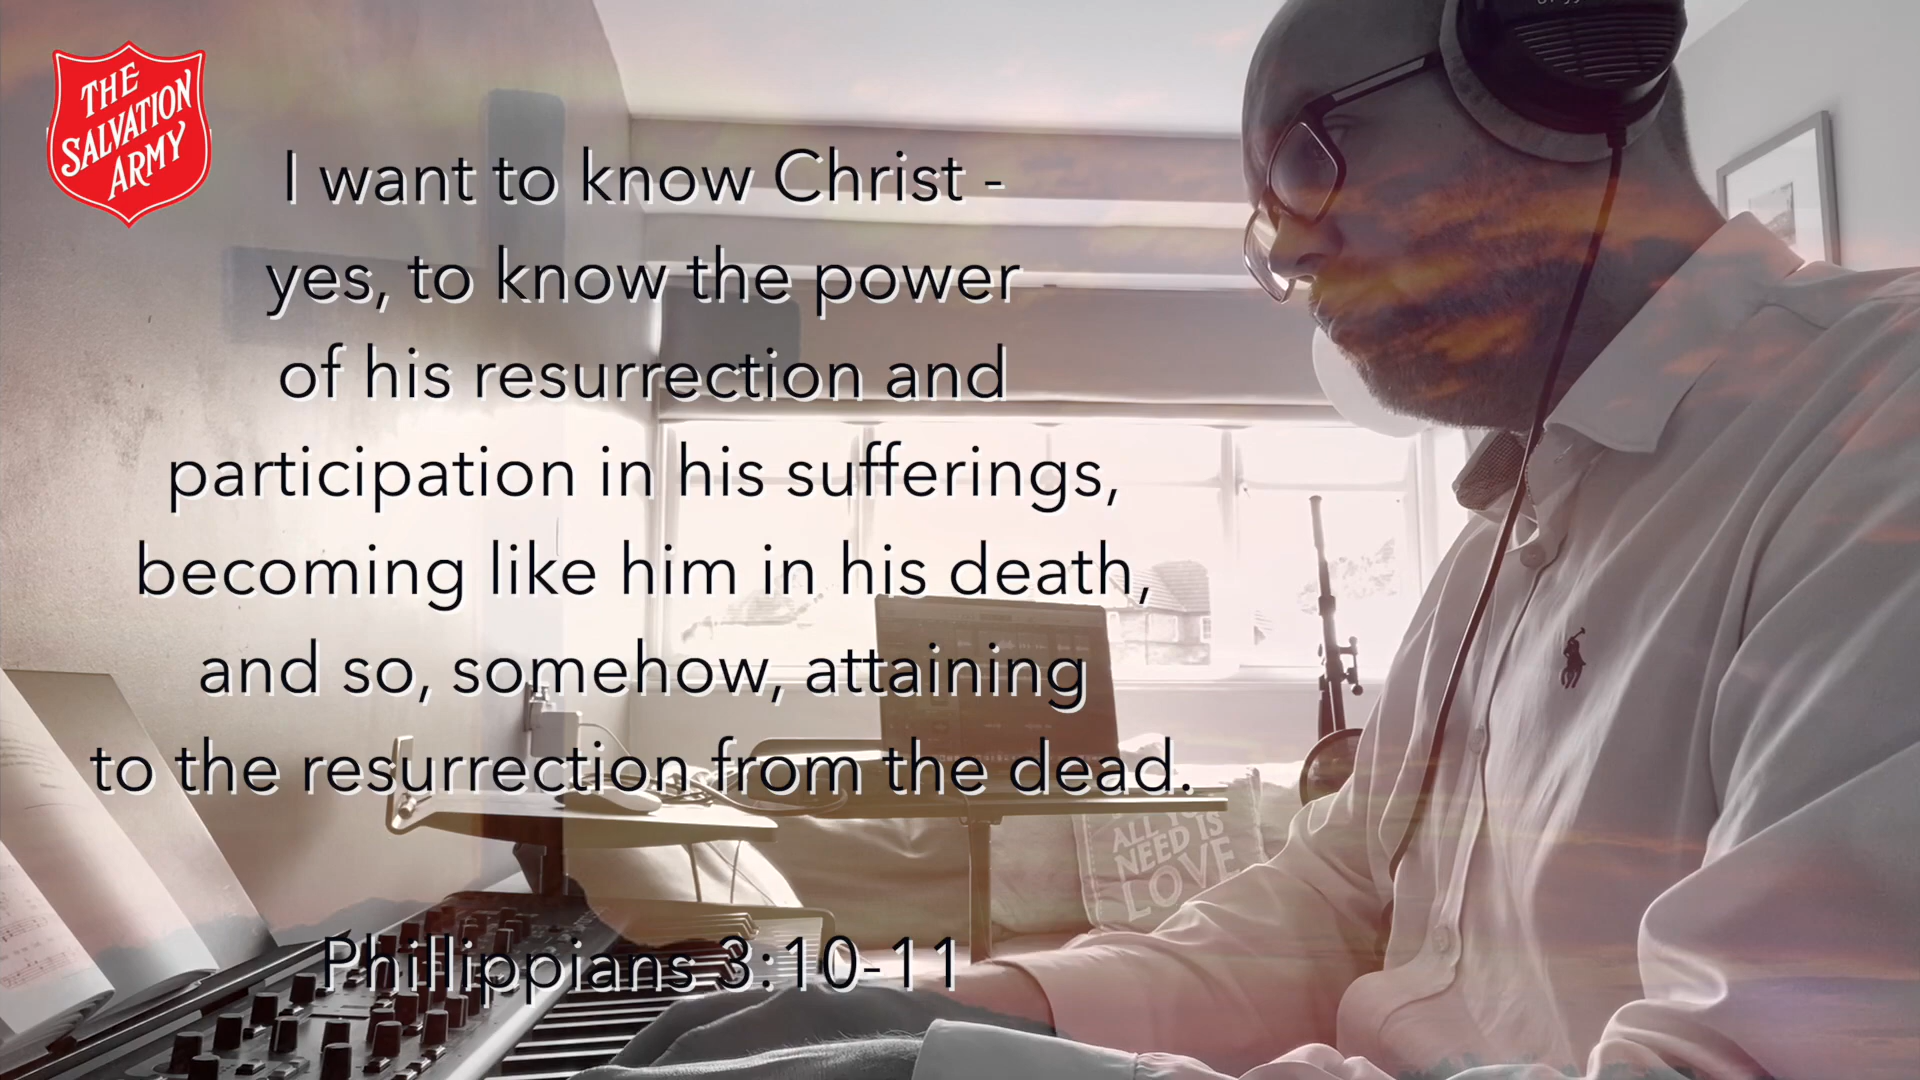 THE
SALVATION
ARMY
I want to know Christ -
yes, to know the power
of his resurrection and
participation in his sufferings,
becoming like him in his death,
and so, somehow, attaining
to the resurrection from the dead.
ALL
NEED IS
LOVE
Phillippians 3:10-11